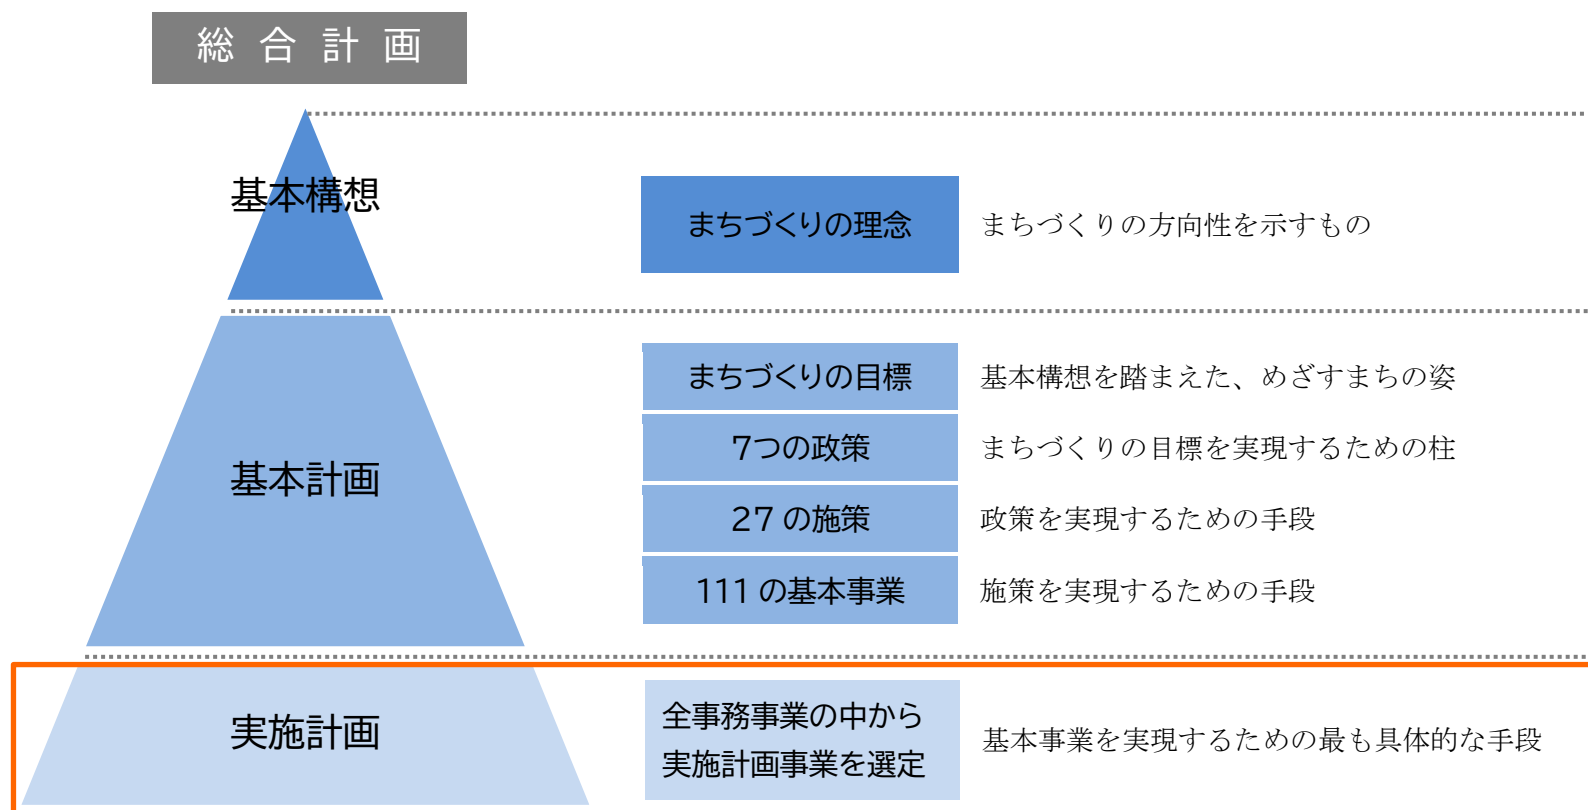 総合計画
基本構想
まちづくりの理念
まちづくりの方向性を示すもの
基本計画
まちづくりの目標
基本構想を踏まえた、めざすまちの姿
7つの政策
まちづくりの目標を実現するための柱
27の施策
政策を実現するための手段
111の基本事業
施策を実現するための手段
実施計画
全事務事業の中から
実施計画事業を選定
基本事業を実現するための最も具体的な手段